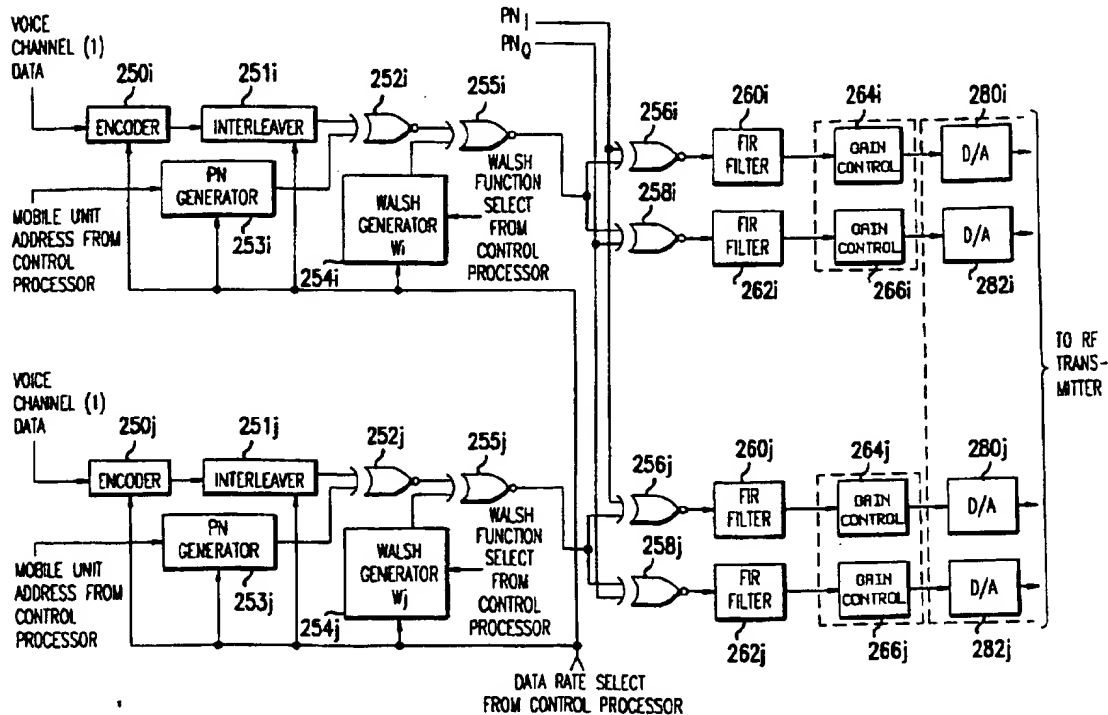 VOICE
CHANNEL (1)
DATA
250i
251i
252i
255i
ENCODER
INTERLEAVER
PN
GENERATOR
253i
MOBILE UNIT
ADDRESS FROM
CONTROL
PROCESSOR
WALSH
GENERATOR
Wi
254i
WALSH
FUNCTION
SELECT
FROM
CONTROL
PROCESSOR
PN I
PN Q
256i
258i
260i
FIR
FILTER
FIR
FILTER
262i
264i
GAIN
CONTROL
GAIN
CONTROL
266i
280i
D/A
D/A
282i
TO RF
TRANS-
MITTER
VOICE
CHANNEL (1)
DATA
250j
251j
252j
255j
ENCODER
INTERLEAVER
PN
GENERATOR
253j
MOBILE UNIT
ADDRESS FROM
CONTROL
PROCESSOR
WALSH
GENERATOR
Wj
254j
WALSH
FUNCTION
SELECT
FROM
CONTROL
PROCESSOR
256j
258j
260j
FIR
FILTER
FIR
FILTER
262j
264j
GAIN
CONTROL
GAIN
CONTROL
266j
280j
D/A
D/A
282j
DATA RATE SELECT
FROM CONTROL PROCESSOR